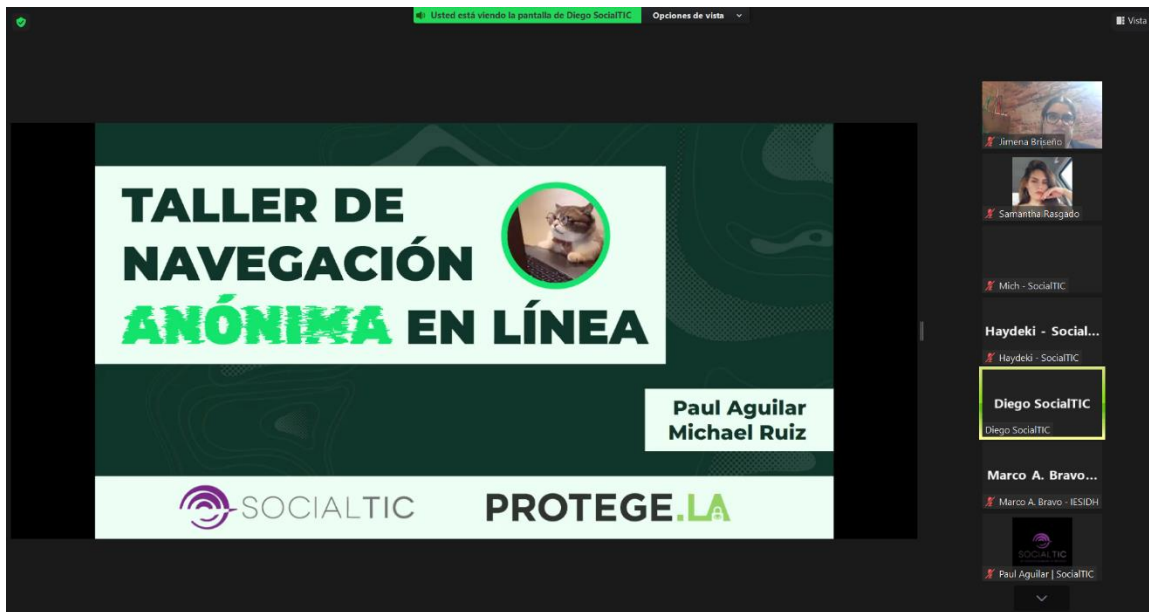 Usted está viendo la pantalla de Diego SocialTIC
Opciones de vista
Vista
TALLER DE
NAVEGACIÓN
ANÓNIMA EN LÍNEA
Paul Aguilar
Michael Ruiz
SOCIALTIC
PROTEGE.LA
Jimena Briseño
Samantha Rasgado
Mich - SocialTIC
Haydeki - Social...
Haydeki - SocialTIC
Diego SocialTIC
Diego SocialTIC
Marco A. Bravo...
Marco A. Bravo - IESIDH
SOCIALTIC
Paul Aguilar | SocialTIC